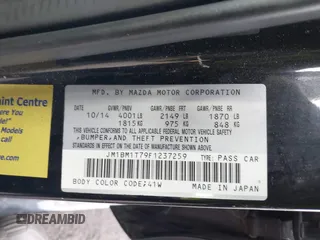 MFD. BY MAZDA MOTOR CORPORATION
int Centre
GVWR/PNBV GAWR/PNBE FR GAWR/PNBE RR
10/14 4001LB 2149 LB 1870 LB
1815KG 975 KG 848 KG
THIS VEHICLE CONFORMS TO ALL APPLICABLE
FEDERAL MOTOR VEHICLE SAFETY
,BUMPER,AND THEFT PREVENTION
STANDARDS IN EFFECT ON THE DATE OF
MANUFACTURE SHOWN ABOVE.
for
Models
JM1BM1T79F1237259 TYPE:PASS CAR
BODY COLOR CODE:41W MADE IN JAPAN
DREAMBID